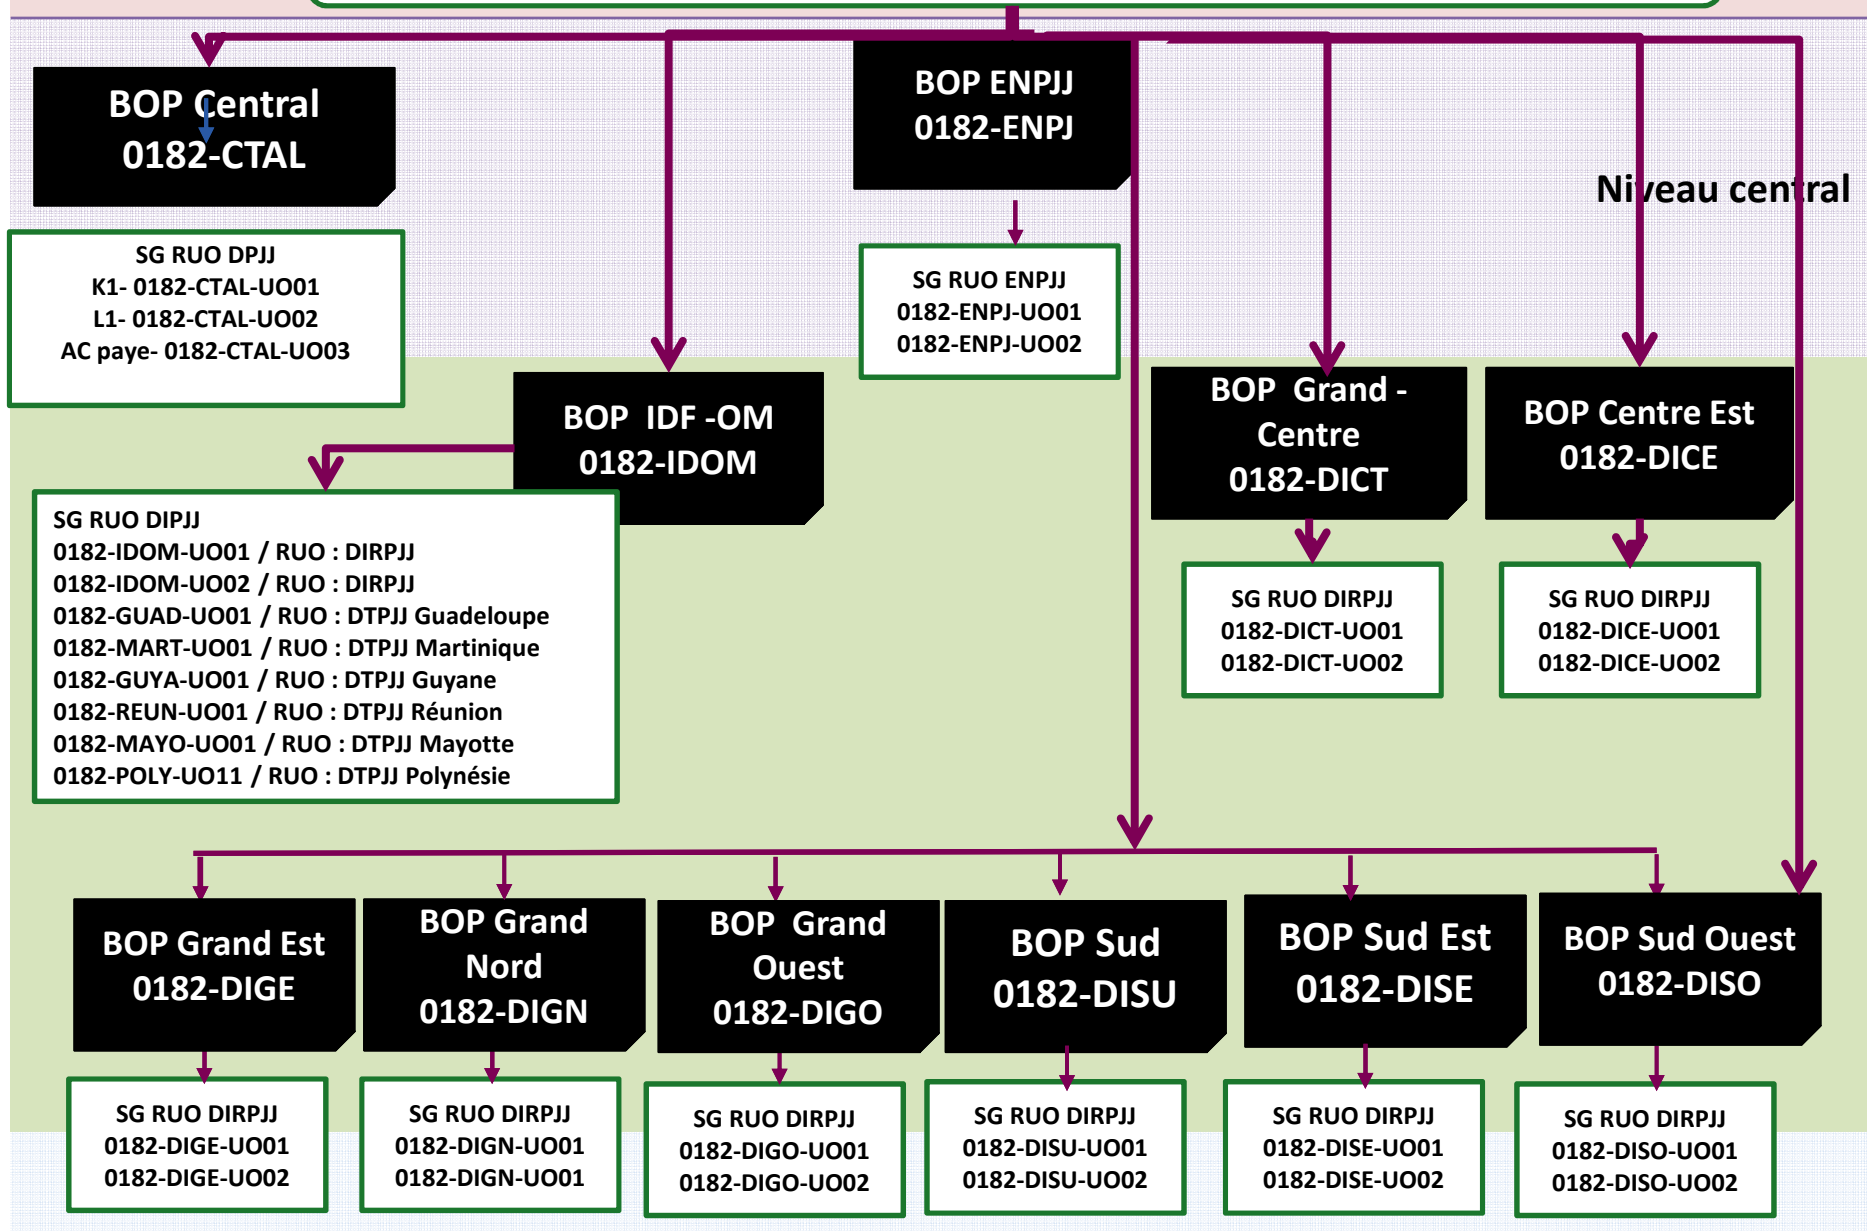 BOP Central
0182-CTAL
BOP ENPJJ
0182-ENPJ
Niveau central
SG RUO DPJJ
K1- 0182-CTAL-UO01
L1- 0182-CTAL-UO02
AC paye- 0182-CTAL-UO03
SG RUO ENPJJ
0182-ENPJ-UO01
0182-ENPJ-UO02
BOP IDF -OM
0182-IDOM
BOP Grand -
Centre
0182-DICT
BOP Centre Est
0182-DICE
SG RUO DIPJJ
0182-IDOM-UO01 / RUO : DIRPJJ
0182-IDOM-UO02 / RUO : DIRPJJ
0182-GUAD-UO01 / RUO : DTPJJ Guadeloupe
0182-MART-UO01 / RUO : DTPJJ Martinique
0182-GUYA-UO01 / RUO : DTPJJ Guyane
0182-REUN-UO01 / RUO : DTPJJ Réunion
0182-MAYO-UO01 / RUO : DTPJJ Mayotte
0182-POLY-UO11 / RUO : DTPJJ Polynésie
SG RUO DIRPJJ
0182-DICT-UO01
0182-DICT-UO02
SG RUO DIRPJJ
0182-DICE-UO01
0182-DICE-UO02
BOP Grand Est
0182-DIGE
BOP Grand
Nord
0182-DIGN
BOP Grand
Ouest
0182-DIGO
BOP Sud
0182-DISU
BOP Sud Est
0182-DISE
BOP Sud Ouest
0182-DISO
SG RUO DIRPJJ
0182-DIGE-UO01
0182-DIGE-UO02
SG RUO DIRPJJ
0182-DIGN-UO01
0182-DIGN-UO01
SG RUO DIRPJJ
0182-DIGO-UO01
0182-DIGO-UO02
SG RUO DIRPJJ
0182-DISU-UO01
0182-DISU-UO02
SG RUO DIRPJJ
0182-DISE-UO01
0182-DISE-UO02
SG RUO DIRPJJ
0182-DISO-UO01
0182-DISO-UO02